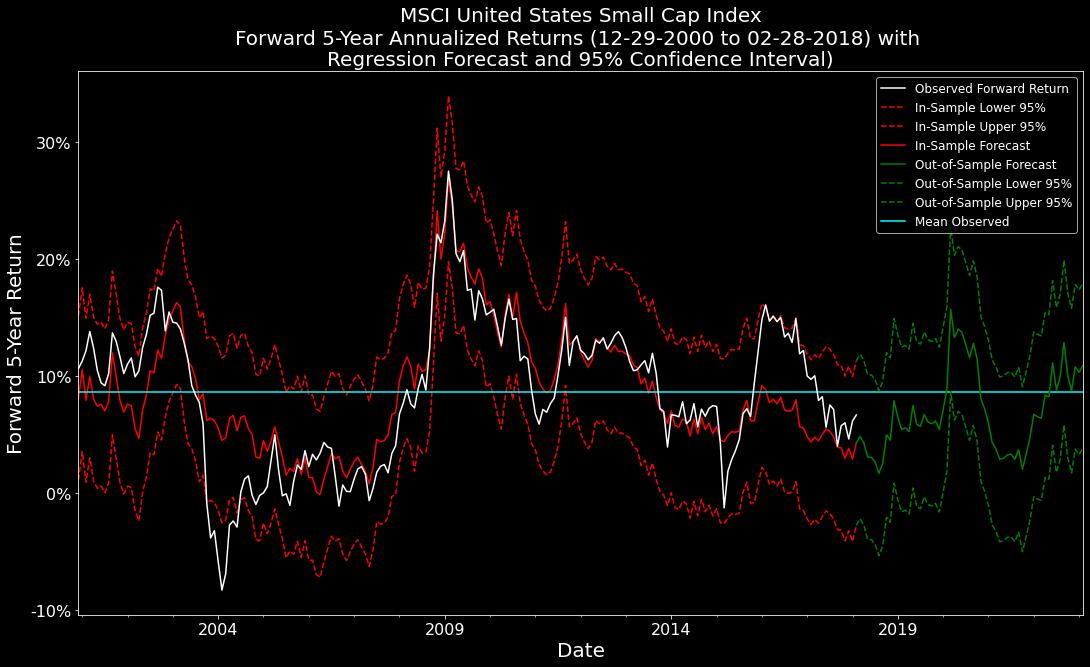 MSCI United States Small Cap Index
Forward 5-Year Annualized Returns (12-29-2000 to 02-28-2018) with
Regression Forecast and 95% Confidence Interval)
Observed Forward Return
In-Sample Lower 95%
In-Sample Upper 95%
In-Sample Forecast
Out-of-Sample Forecast
Out-of-Sample Lower 95%
Out-of-Sample Upper 95%
Mean Observed
Forward 5-Year Return
30%
20%
10%
0%
-10%
2004
2009
2014
2019
Date